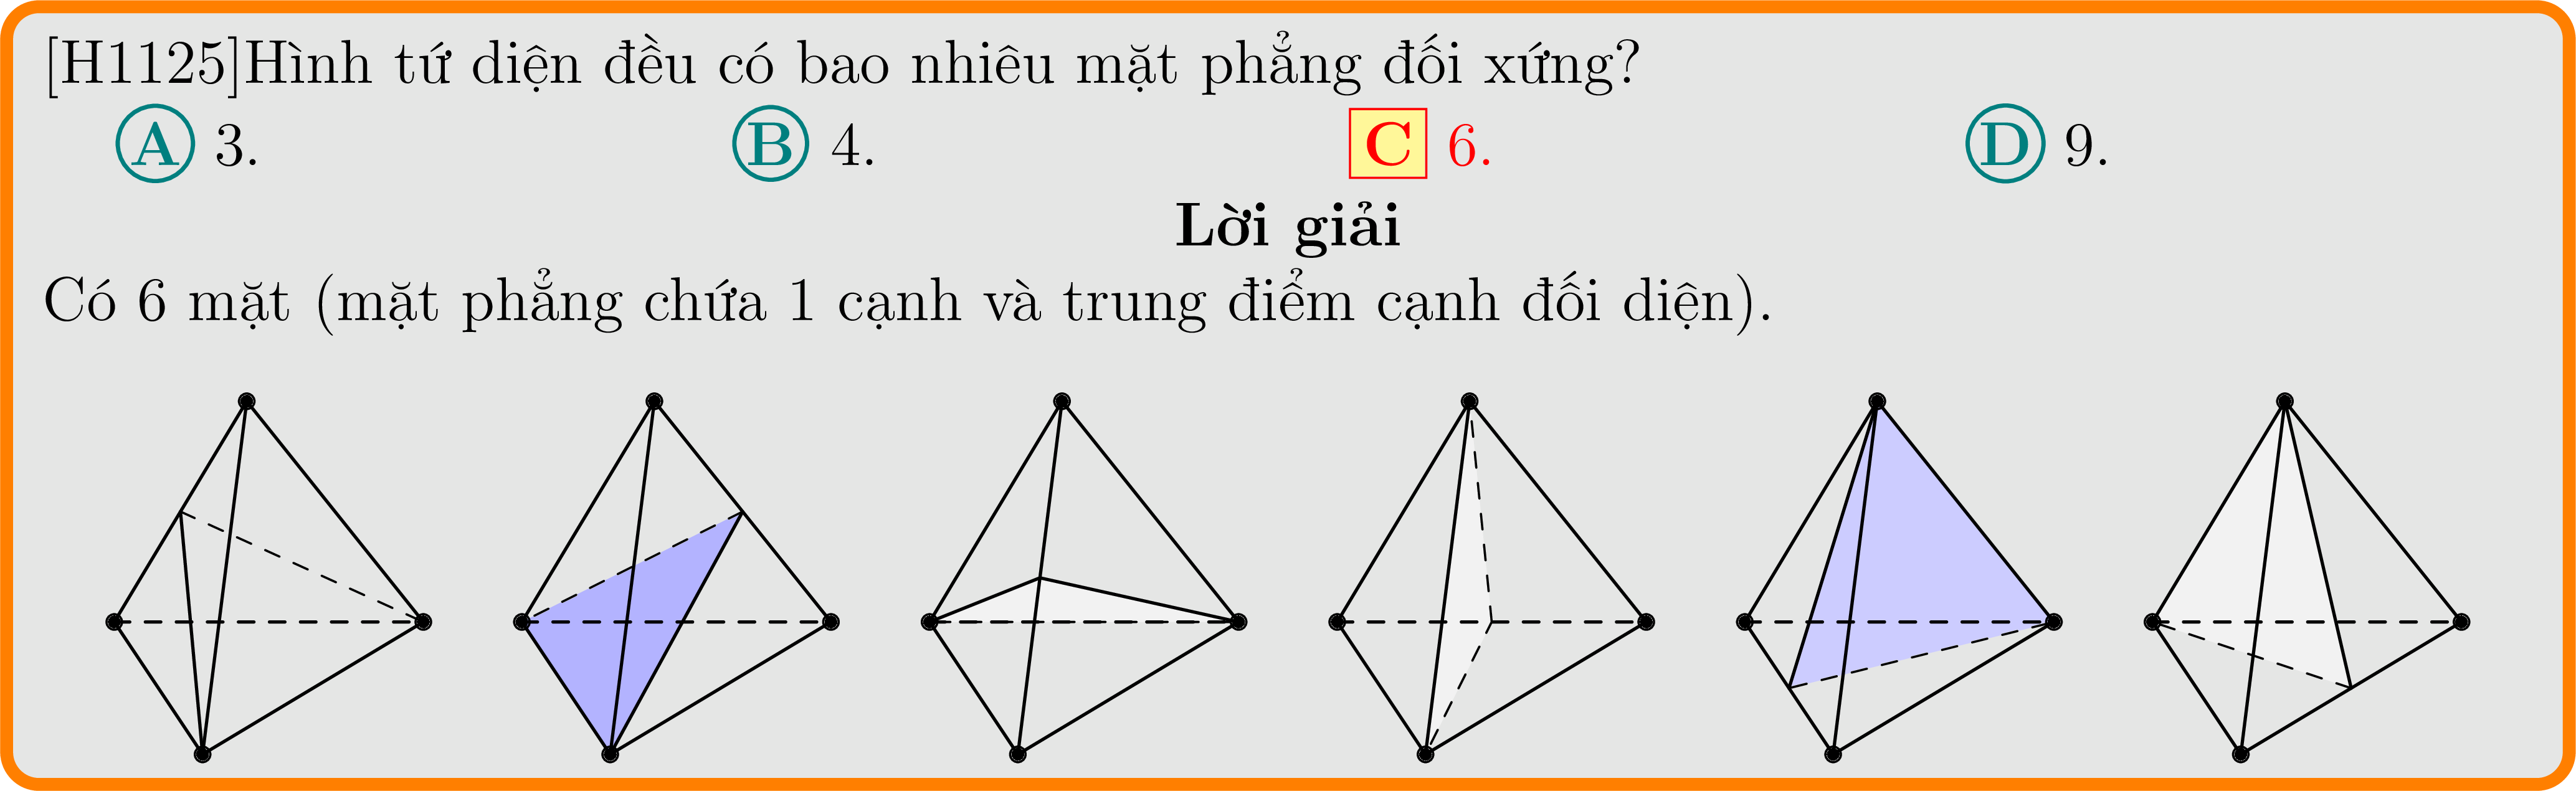 [H1125]Hình tứ diện đều có bao nhiêu mặt phẳng đối xứng?
A 3. B 4. C 6. D 9.
Lời giải
Có 6 mặt (mặt phẳng chứa 1 cạnh và trung điểm cạnh đối diện).